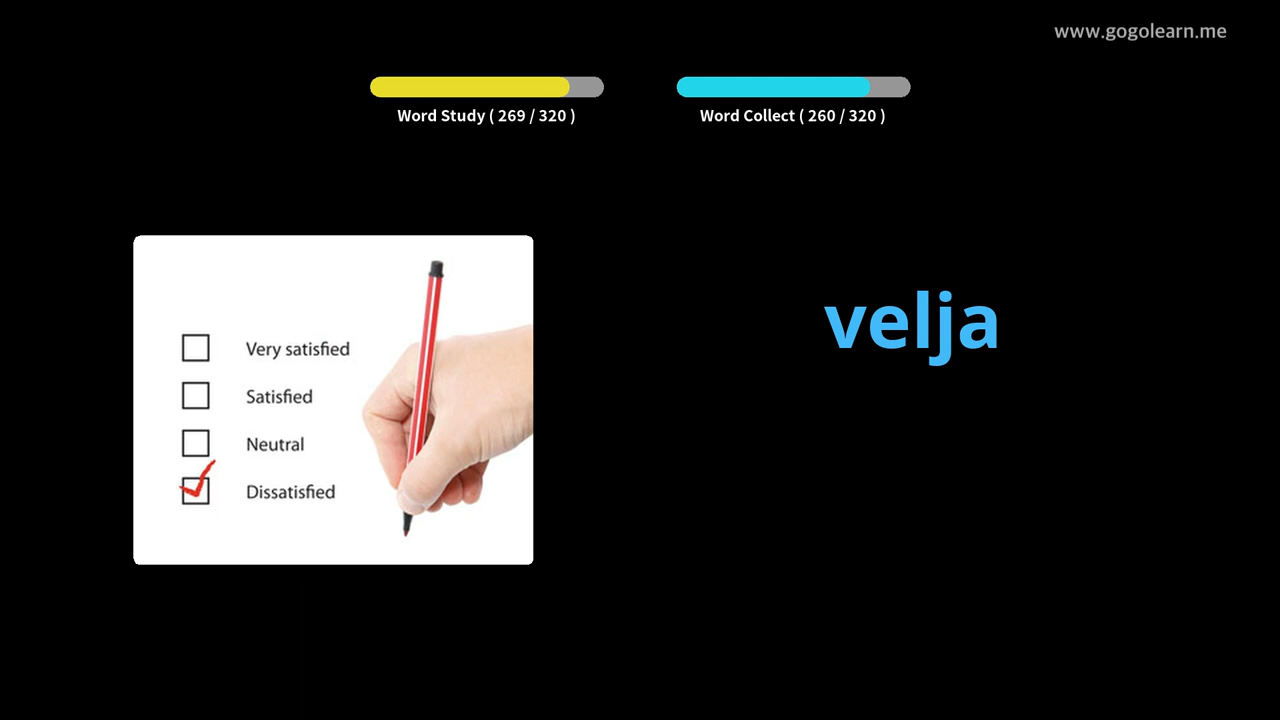 www.gogolearn.me
Word Study ( 269 / 320 )
Word Collect ( 260 / 320 )
Very satisfied
Satisfied
Neutral
Dissatisfied
velja